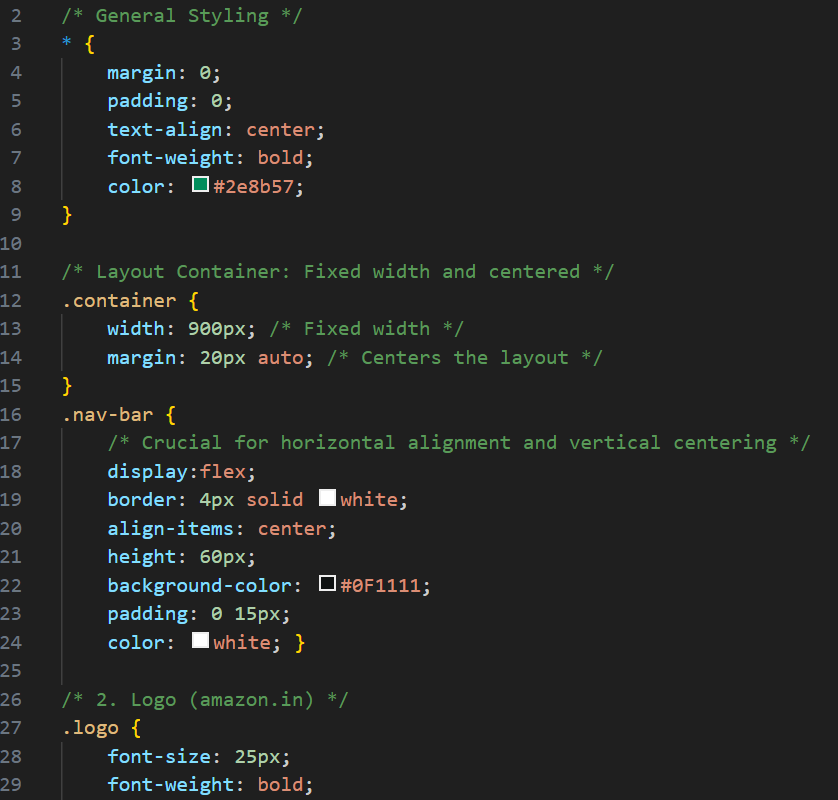 2 /* General Styling */
3 * {
4 margin: 0;
5 padding: 0;
6 text-align: center;
7 font-weight: bold;
8 color: #2e8b57;
9 }
10
11 /* Layout Container: Fixed width and centered */
12 .container {
13 width: 900px; /* Fixed width */
14 margin: 20px auto; /* Centers the layout */
15 }
16 .nav-bar {
17 /* Crucial for horizontal alignment and vertical centering */
18 display:flex;
19 border: 4px solid white;
20 align-items: center;
21 height: 60px;
22 background-color: #0F1111;
23 padding: 0 15px;
24 color: white; }
25
26 /* 2. Logo (amazon.in) */
27 .logo {
28 font-size: 25px;
29 font-weight: bold;